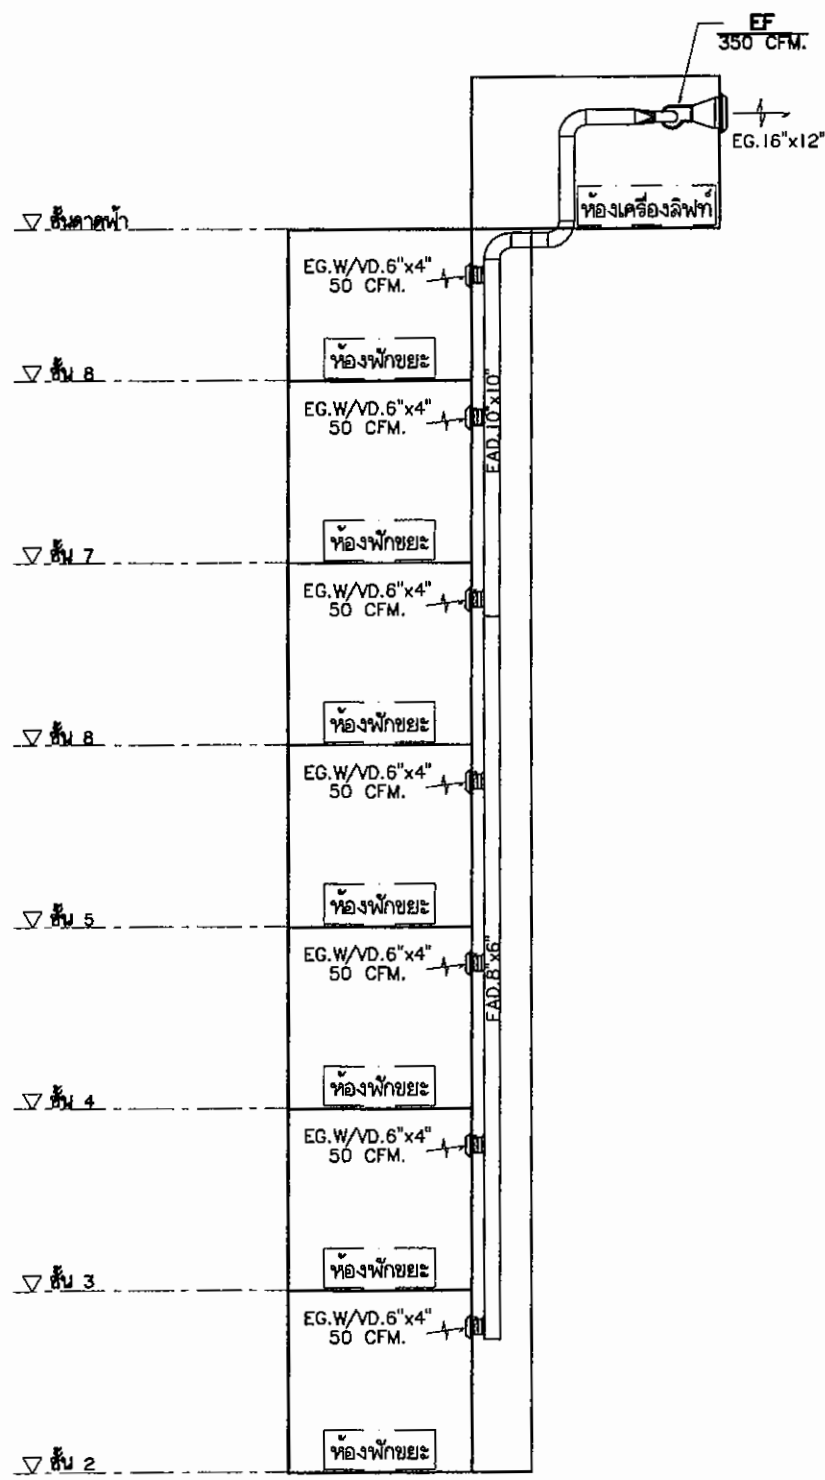 EF
350 CFM.
EG.16"x12"
ห้องเครื่องลิฟท์
ชั้นดาดฟ้า
EG.W/VD.6"x4"
50 CFM.
ห้องพักขยะ
ชั้น 8
EAD.10"x10"
EG.W/VD.6"x4"
50 CFM.
ห้องพักขยะ
ชั้น 7
EG.W/VD.6"x4"
50 CFM.
ห้องพักขยะ
ชั้น 8
EG.W/VD.6"x4"
50 CFM.
ห้องพักขยะ
ชั้น 5
EG.W/VD.6"x4"
50 CFM.
EAD.8"x6"
ห้องพักขยะ
ชั้น 4
EG.W/VD.6"x4"
50 CFM.
ห้องพักขยะ
ชั้น 3
EG.W/VD.6"x4"
50 CFM.
ห้องพักขยะ
ชั้น 2